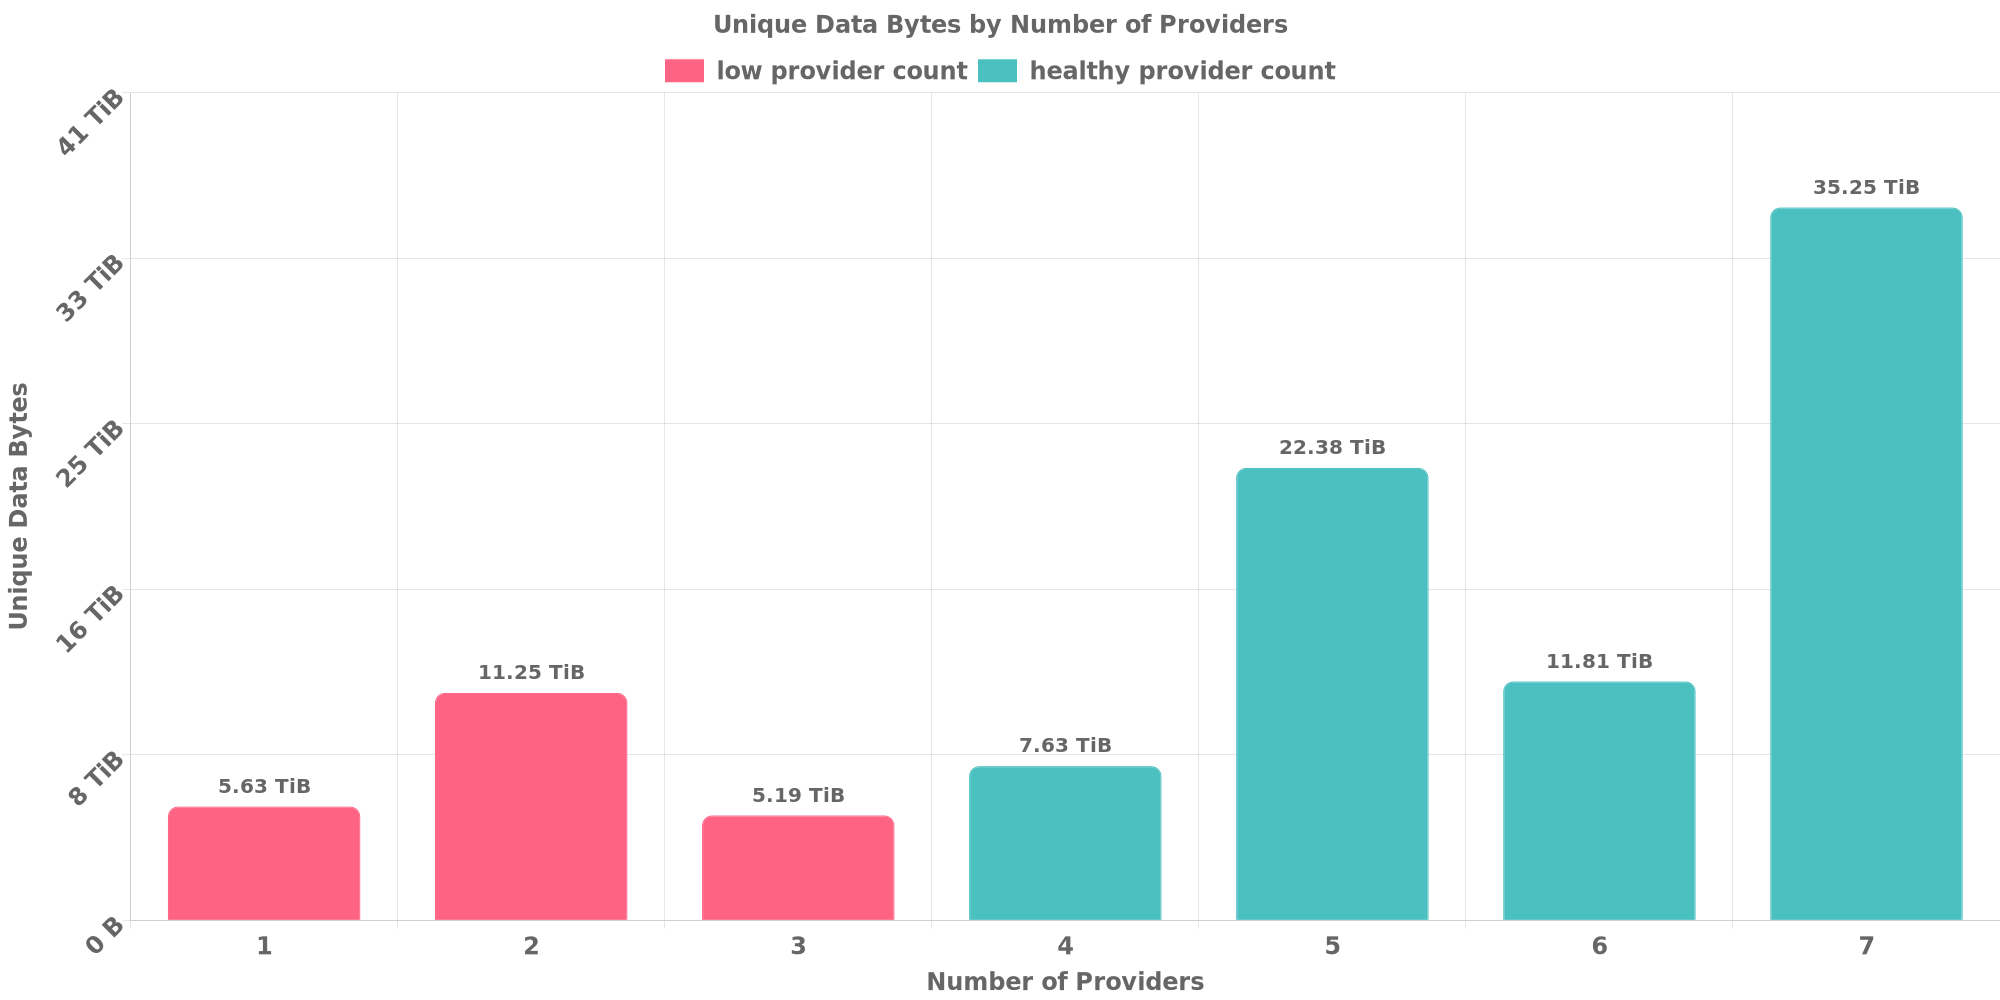 Unique Data Bytes by Number of Providers
low provider count healthy provider count
41 TiB
33 TiB
25 TiB
16 TiB
8 TiB
0 B
Unique Data Bytes
5.63 TiB
11.25 TiB
5.19 TiB
7.63 TiB
22.38 TiB
11.81 TiB
35.25 TiB
1 2 3 4 5 6 7
Number of Providers